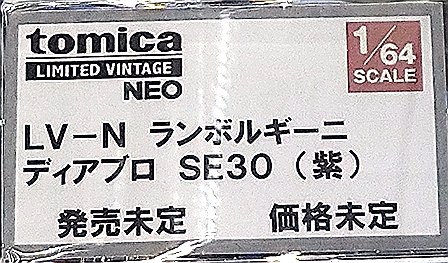 tomica
LIMITED VINTAGE
NEO
1/64
SCALE
LV-N ランボルギーニ
ディアブロ SE30（紫）
発売未定 価格未定